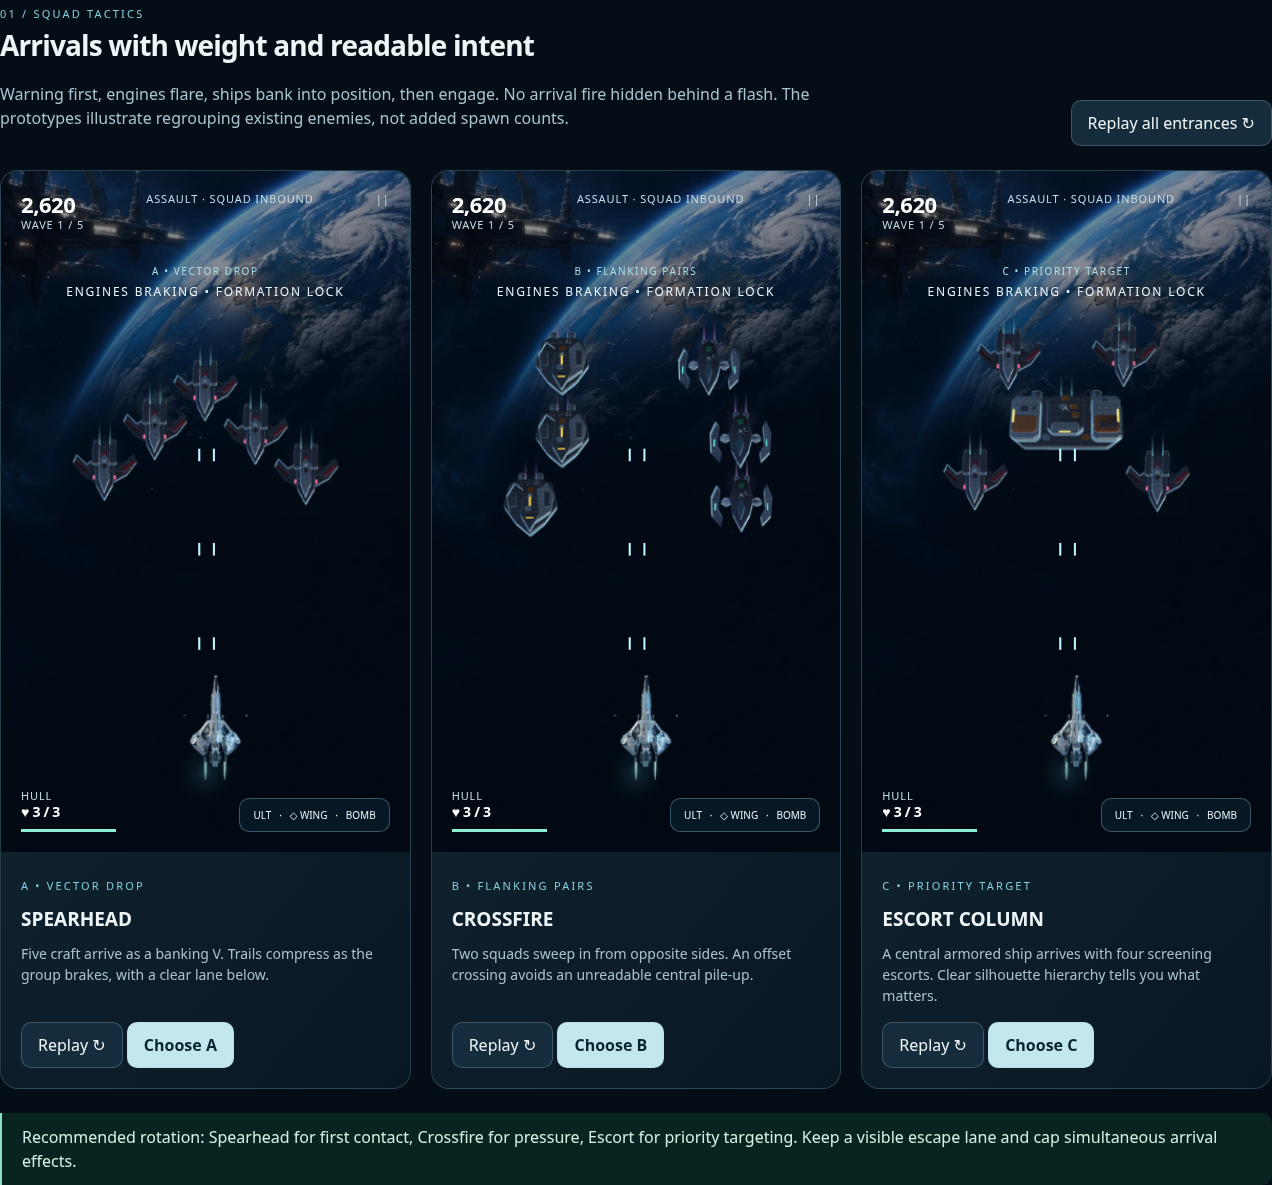 01 / SQUAD TACTICS
Arrivals with weight and readable intent
Warning first, engines flare, ships bank into position, then engage. No arrival fire hidden behind a flash. The
prototypes illustrate regrouping existing enemies, not added spawn counts.
Replay all entrances ↻
2,620
WAVE 1 / 5
ASSAULT · SQUAD INBOUND
||
A • VECTOR DROP
ENGINES BRAKING • FORMATION LOCK
HULL
♥3/3
ULT · ◇ WING · BOMB
A • VECTOR DROP
SPEARHEAD
Five craft arrive as a banking V. Trails compress as the
group brakes, with a clear lane below.
Replay ↻
Choose A
2,620
WAVE 1 / 5
ASSAULT · SQUAD INBOUND
||
B • FLANKING PAIRS
ENGINES BRAKING • FORMATION LOCK
HULL
♥3/3
ULT · ◇ WING · BOMB
B • FLANKING PAIRS
CROSSFIRE
Two squads sweep in from opposite sides. An offset
crossing avoids an unreadable central pile-up.
Replay ↻
Choose B
2,620
WAVE 1 / 5
ASSAULT · SQUAD INBOUND
||
C • PRIORITY TARGET
ENGINES BRAKING • FORMATION LOCK
HULL
♥3/3
ULT · ◇ WING · BOMB
C • PRIORITY TARGET
ESCORT COLUMN
A central armored ship arrives with four screening
escorts. Clear silhouette hierarchy tells you what
matters.
Replay ↻
Choose C
Recommended rotation: Spearhead for first contact, Crossfire for pressure, Escort for priority targeting. Keep a visible escape lane and cap simultaneous arrival
effects.